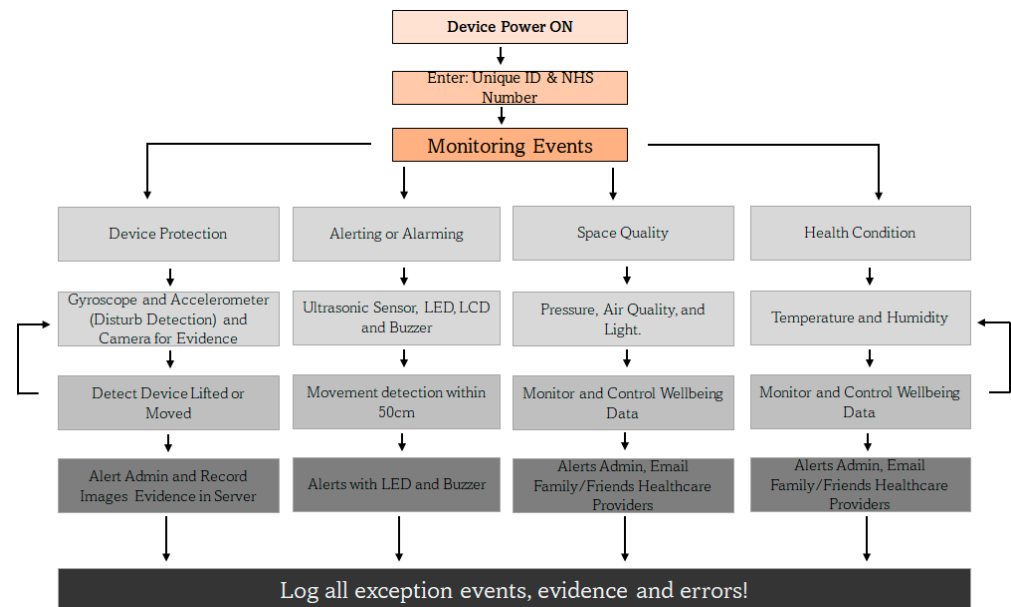 Device Power ON
Enter: Unique ID & NHS
Number
Monitoring Events
Device Protection
Alerting or Alarming
Space Quality
Health Condition
Gyroscope and Accelerometer
(Disturb Detection) and
Camera for Evidence
Ultrasonic Sensor, LED, LCD
and Buzzer
Pressure, Air Quality, and
Light.
Temperature and Humidity
Detect Device Lifted or
Moved
Movement detection within
50cm
Monitor and Control Wellbeing
Data
Monitor and Control Wellbeing
Data
Alert Admin and Record
Images Evidence in Server
Alerts with LED and Buzzer
Alerts Admin, Email
Family/Friends Healthcare
Providers
Alerts Admin, Email
Family/Friends Healthcare
Providers
Log all exception events, evidence and errors!